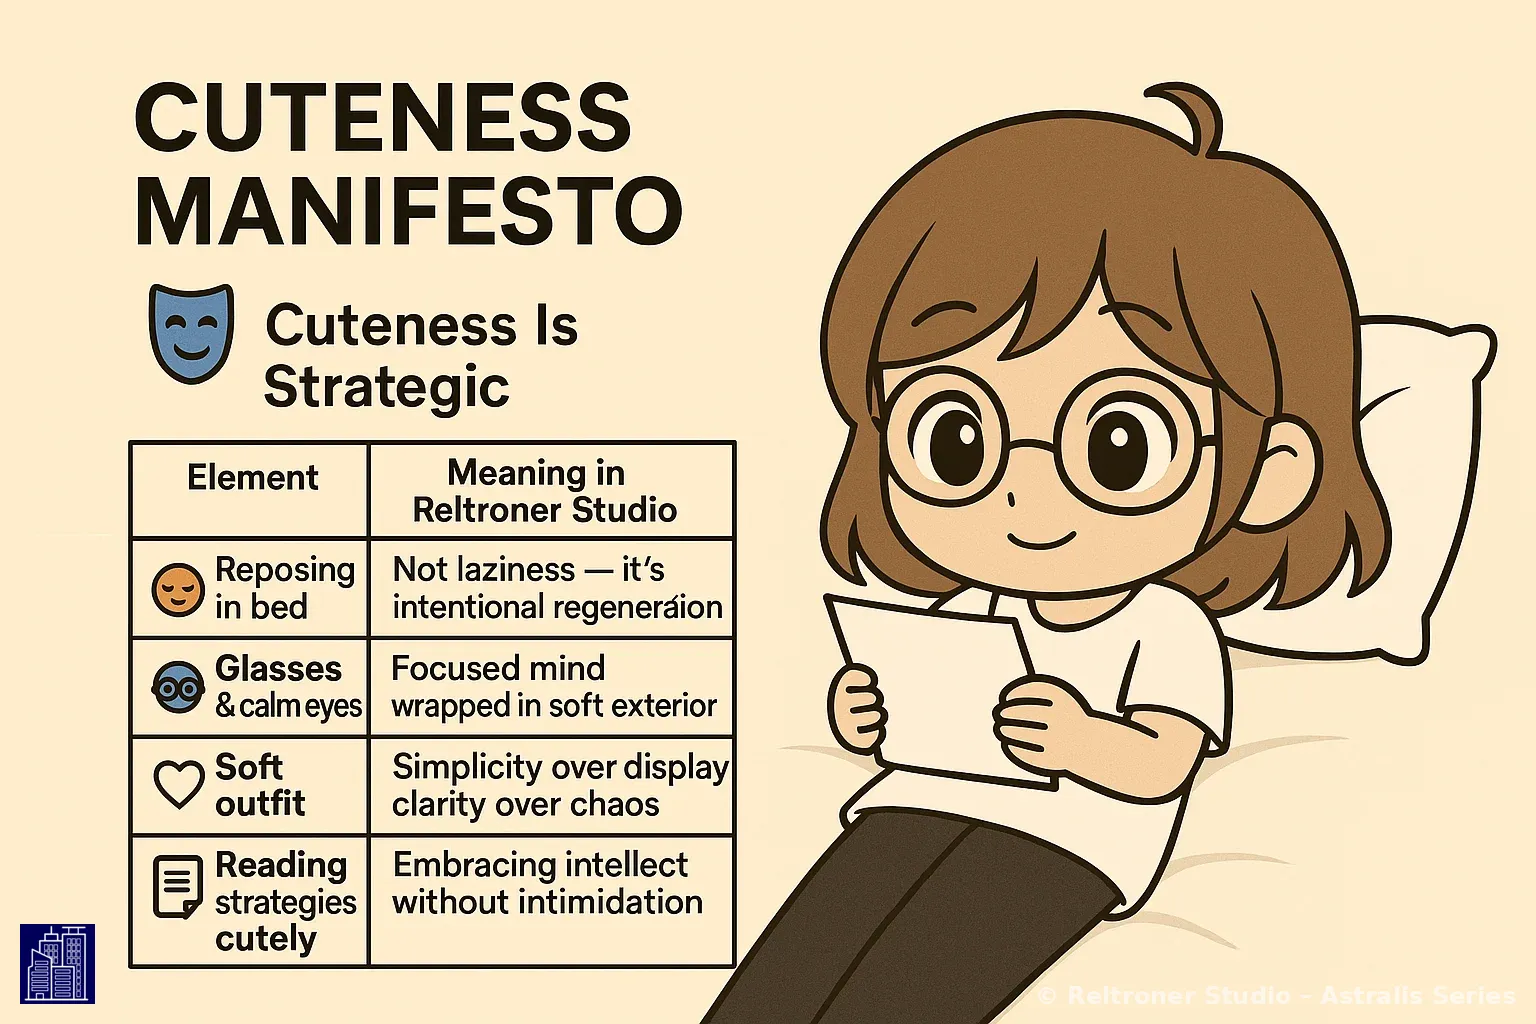 CUTENESS
MANIFESTO
Cuteness Is
Strategic
Element
Meaning in
Reltroner Studio
Reposing
in bed
Not laziness — it's
intentional regeneráion
Glasses
& calm eyes
Focused mind
wrapped in soft exterior
Soft
outfit
Simplicity over display
clarity over chaos
Reading
strategies
cutely
Embracing intellect
without intimidation
© Reltroner Studio - Astralis Series